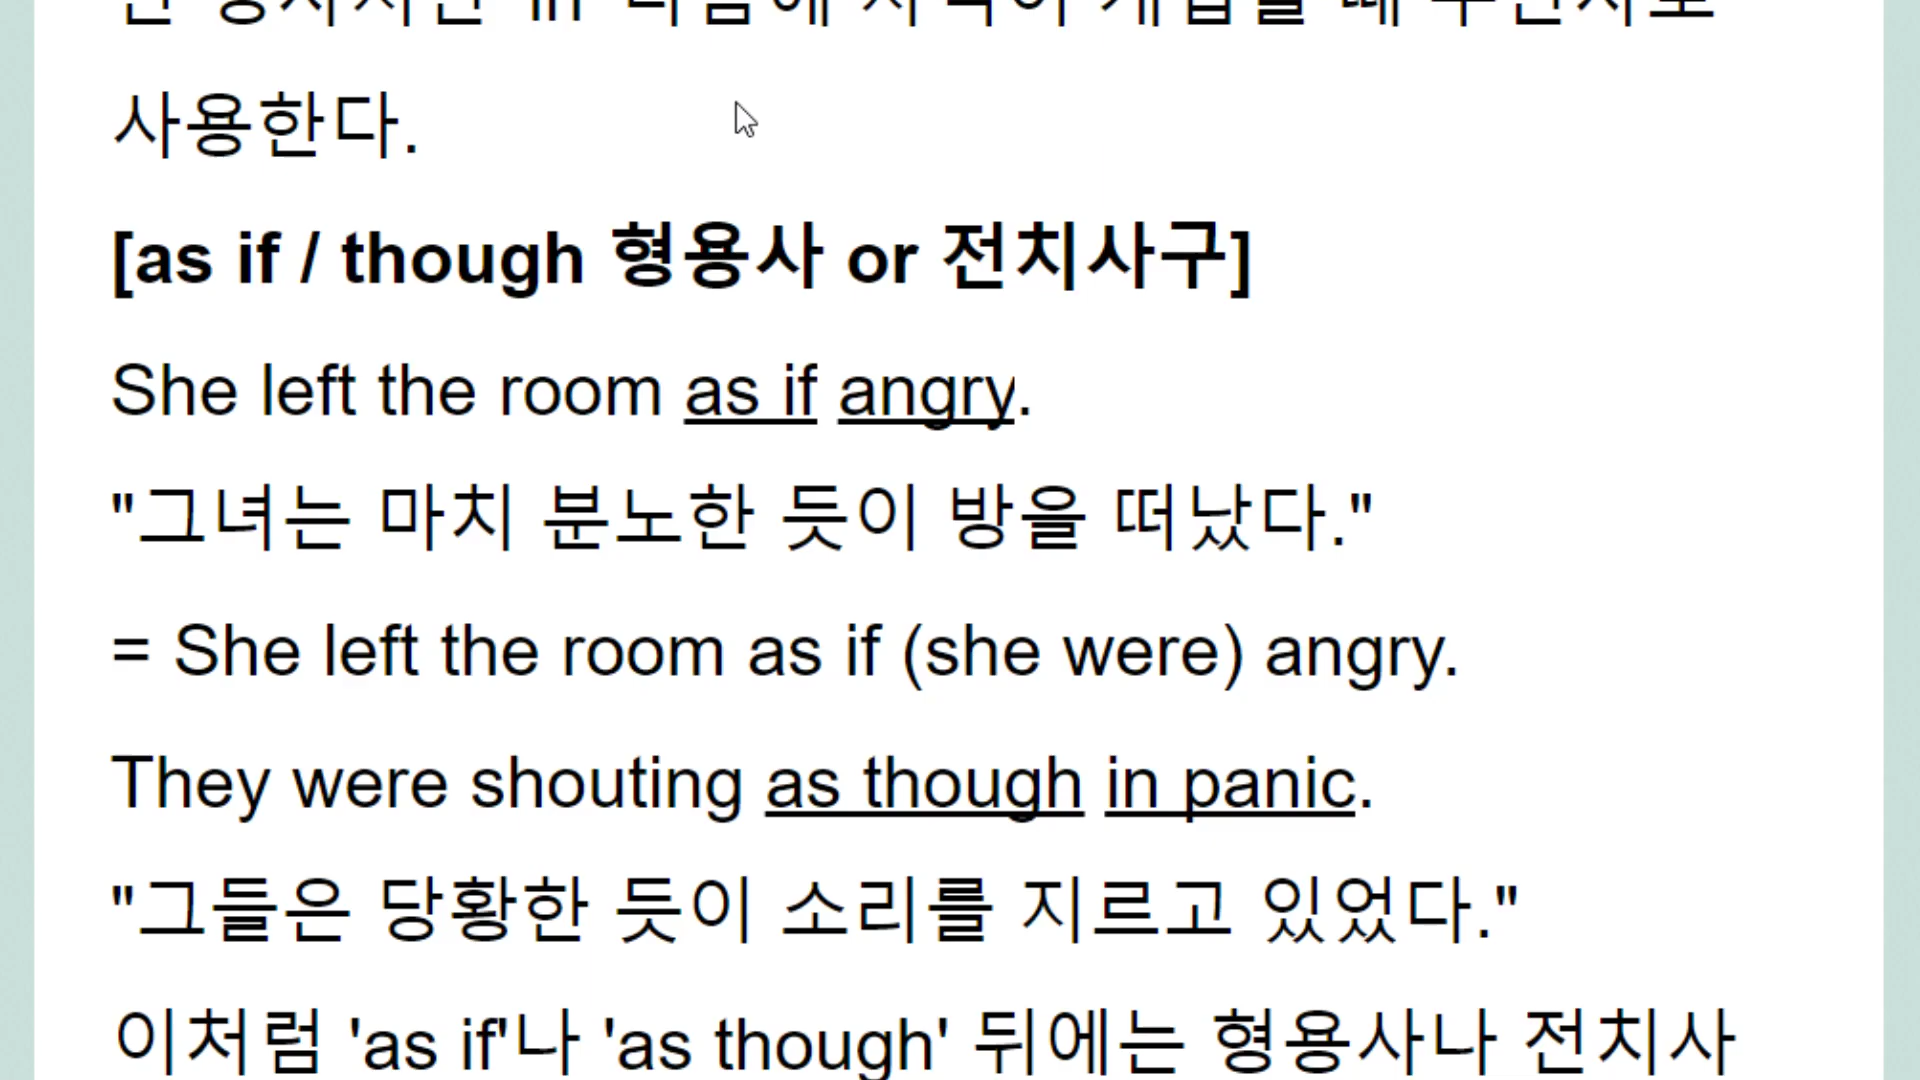 사용한다.
[as if / though 형용사 or 전치사구]
She left the room as if angry.
"그녀는 마치 분노한 듯이 방을 떠났다."
= She left the room as if (she were) angry.
They were shouting as though in panic.
"그들은 당황한 듯이 소리를 지르고 있었다."
이처럼 'as if'나 'as though' 뒤에는 형용사나 전치사